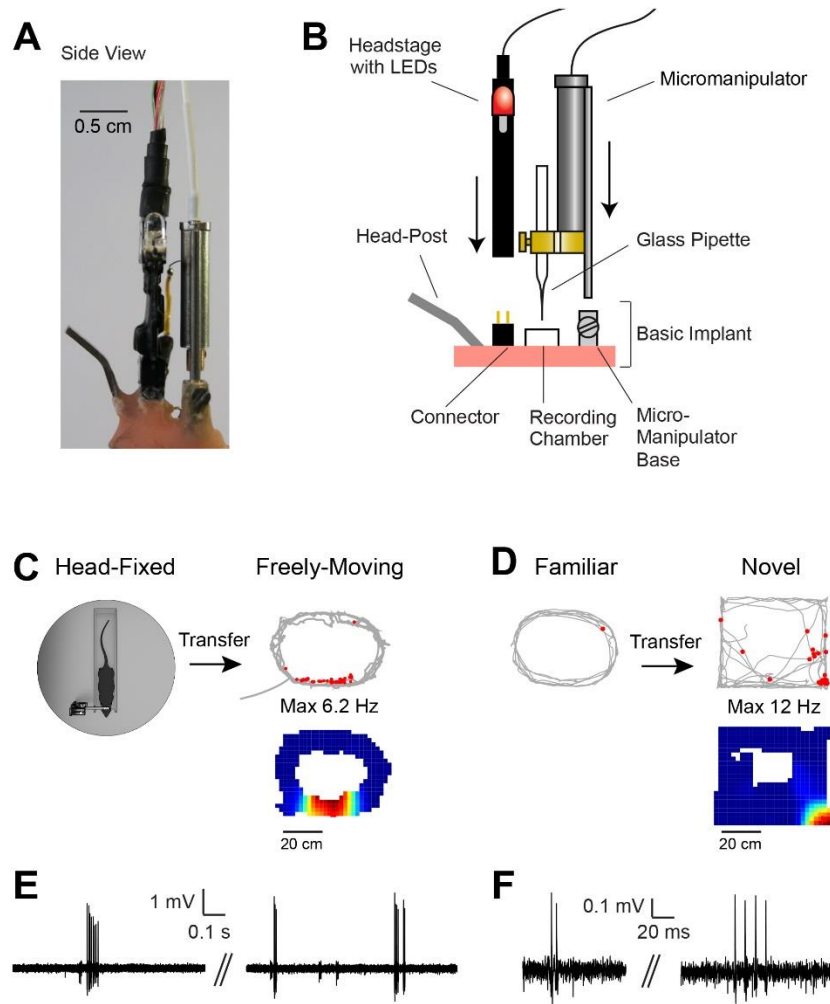 A
Side View
0.5 cm
B
Headstage
with LEDs
Micromanipulator
Head-Post
Glass Pipette
Basic Implant
Connector
Recording
Chamber
Micro-
Manipulator
Base
C
Head-Fixed
Freely-Moving
Transfer
Max 6.2 Hz
20 cm
D
Familiar
Novel
Transfer
Max 12 Hz
20 cm
E
1 mV
0.1 s
//
F
0.1 mV
20 ms
//